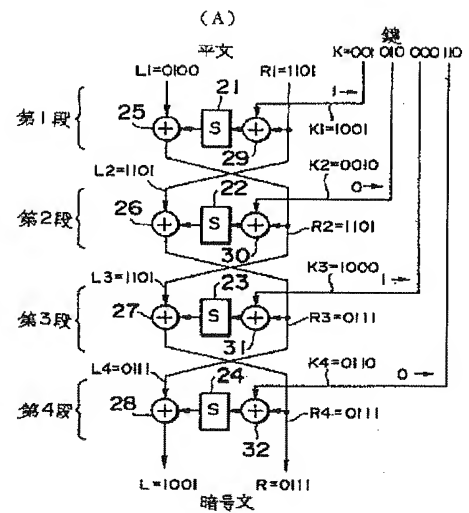 (A)
平文
鍵
K=001 010 000 110
L1=0100
R1=1101
21
1→
第1段
25
S
29
K1=1001
L2=1101
22
K2=0010
0→
第2段
26
S
30
R2=1101
L3=1101
23
K3=1000
1→
第3段
27
S
31
R3=0111
L4=0111
24
K4=0110
0→
第4段
28
S
32
R4=0111
L=1001
R=0111
暗号文